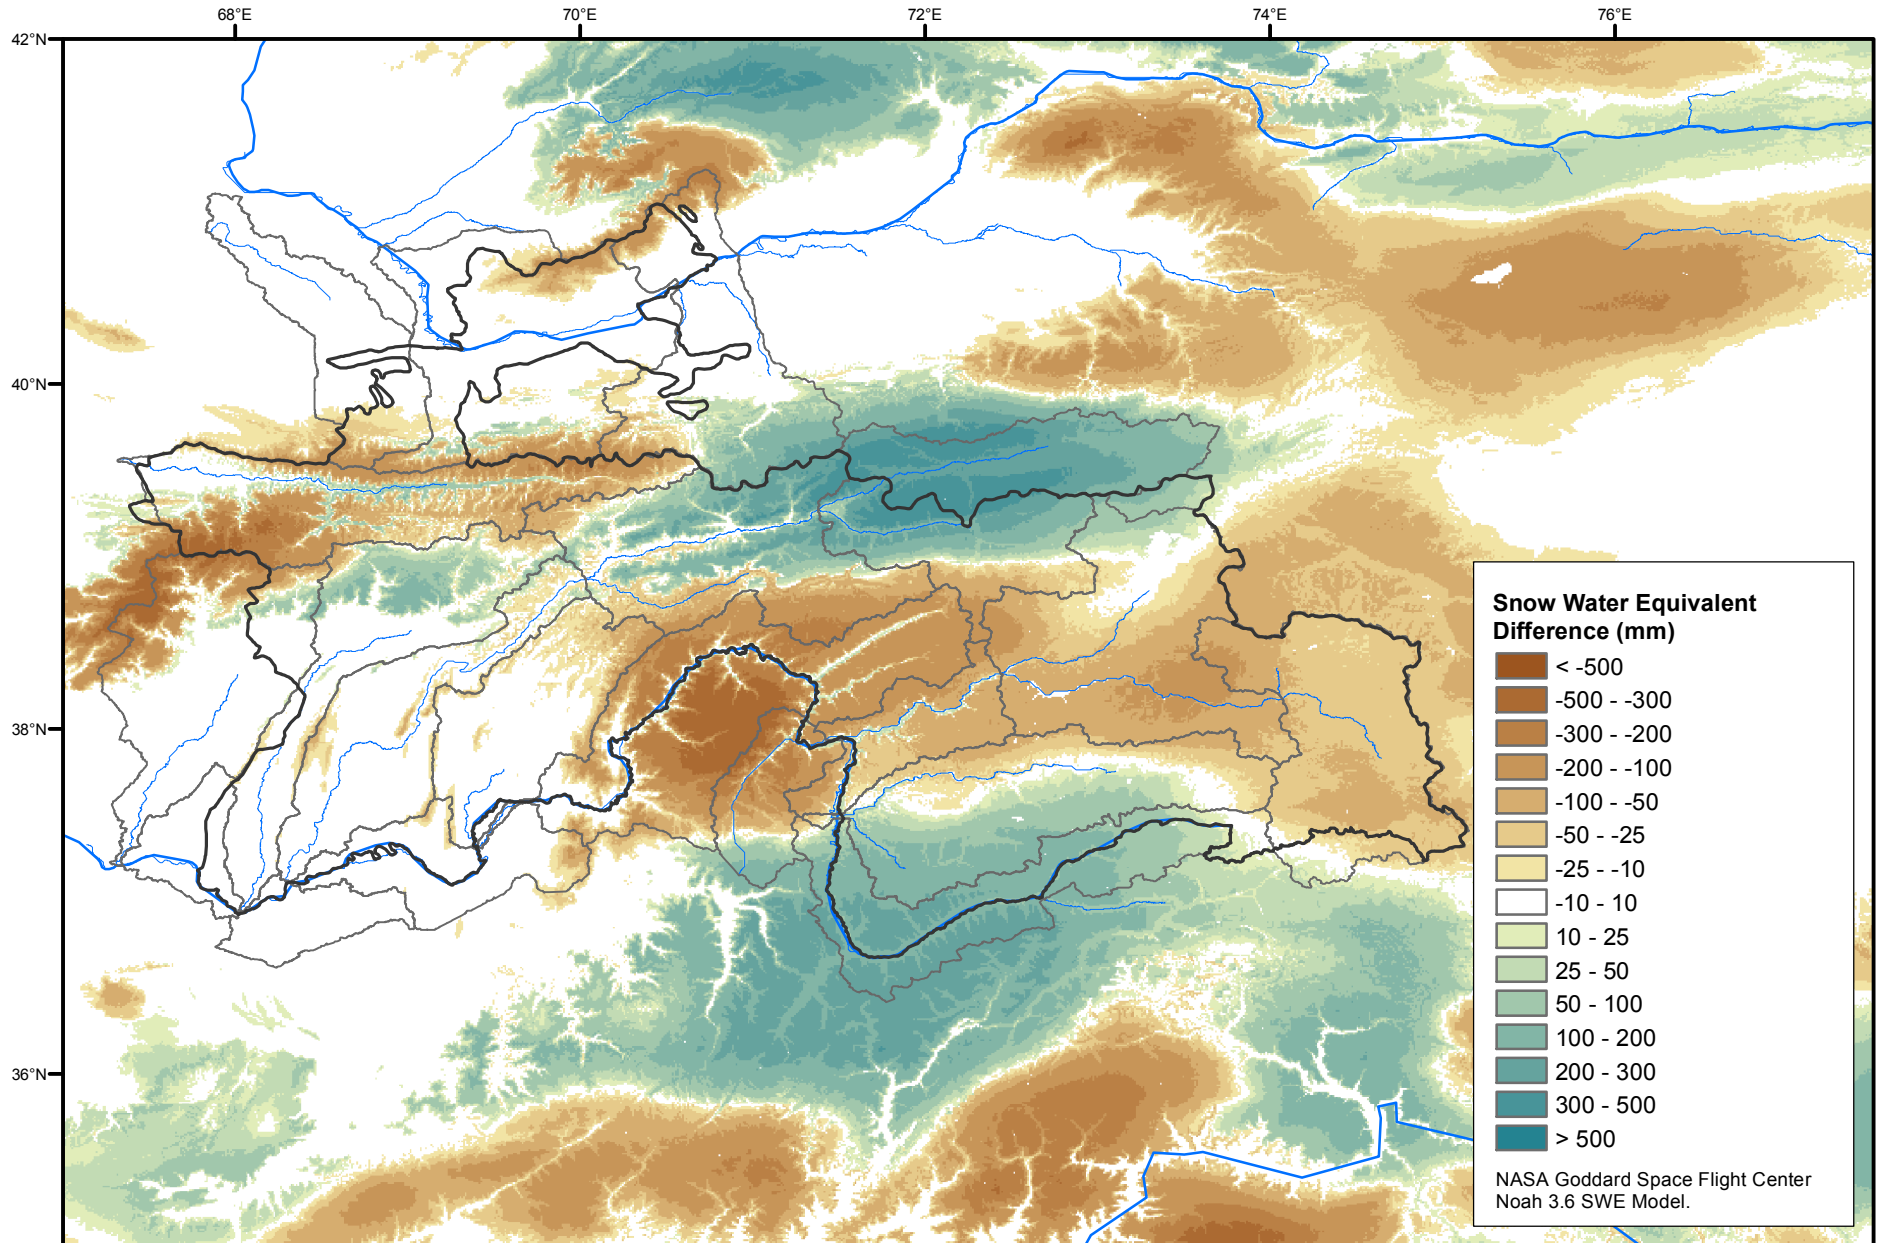 68°E
70°E
72°E
74°E
76°E
42°N
40°N
38°N
36°N
Snow Water Equivalent
Difference (mm)
< -500
-500 - -300
-300 - -200
-200 - -100
-100 - -50
-50 - -25
-25 - -10
-10 - 10
10 - 25
25 - 50
50 - 100
100 - 200
200 - 300
300 - 500
> 500
NASA Goddard Space Flight Center
Noah 3.6 SWE Model.